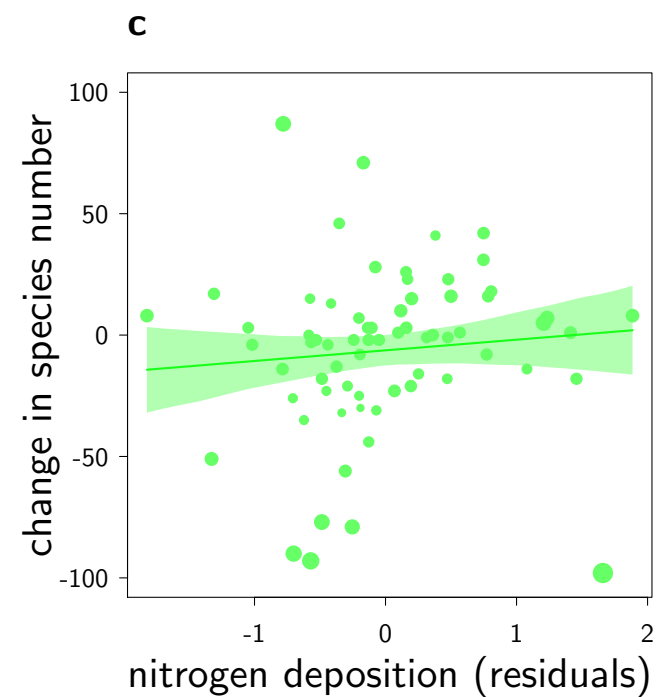 c
change in species number
100
50
0
-50
-100
-1 0 1 2
nitrogen deposition (residuals)